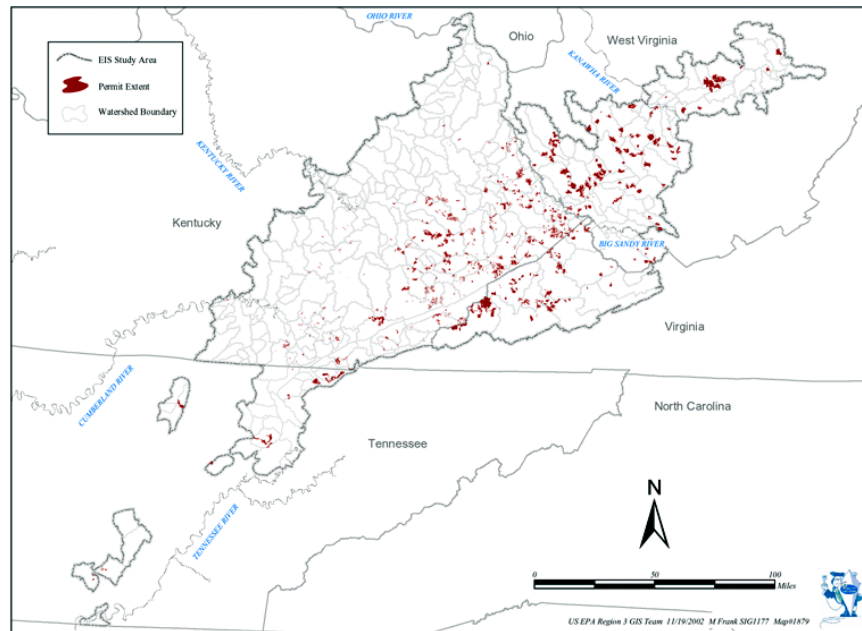 OHIO RIVER
Ohio
West Virginia
KANAWHA RIVER
EIS Study Area
Permit Extent
Watershed Boundary
KENTUCKY RIVER
Kentucky
BIG SANDY RIVER
Virginia
CUMBERLAND RIVER
North Carolina
Tennessee
TENNESSEE RIVER
N
0 50 100
Miles
US EPA Region 3 GIS Team 11/19/2002 M Frank SIG1177 Map#1879